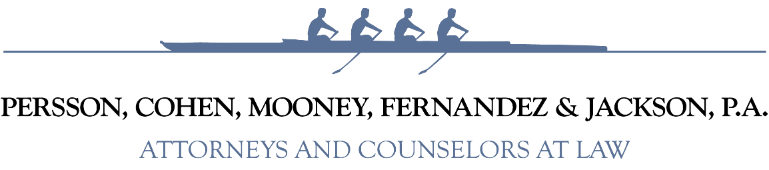 PERSSON, COHEN, MOONEY, FERNANDEZ & JACKSON, P.A.
ATTORNEYS AND COUNSELORS AT LAW